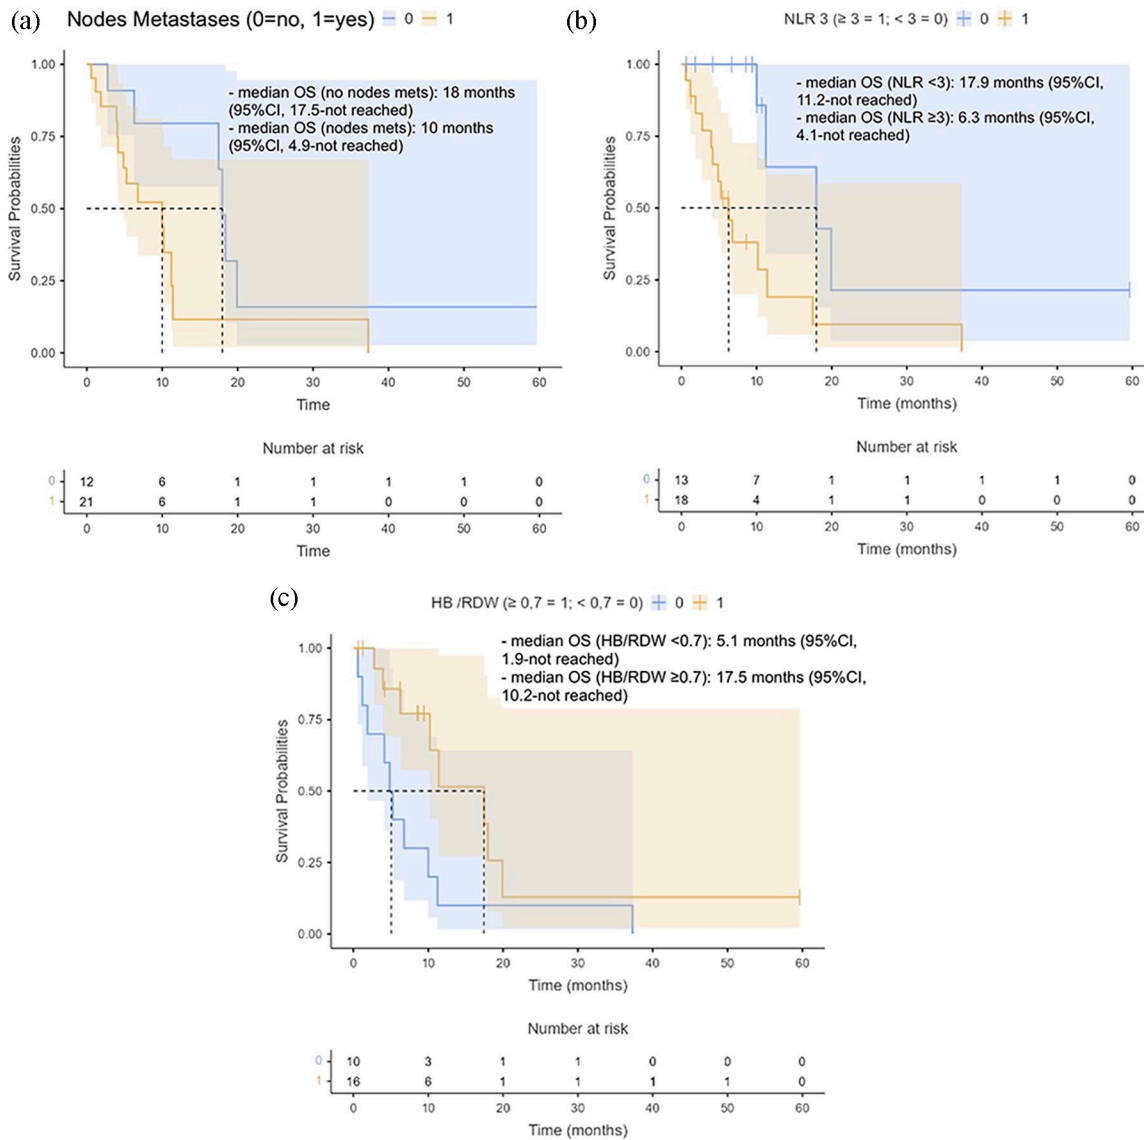 (a) Nodes Metastases (0=no, 1=yes) 0 1
- median OS (no nodes mets): 18 months
(95%CI, 17.5-not reached)
- median OS (nodes mets): 10 months
(95%CI, 4.9-not reached)
Survival Probabilities
1.00
0.75
0.50
0.25
0.00
0 10 20 30 40 50 60
Time
Number at risk
0 12 6 1 1 1 1 0
1 21 6 1 1 0 0 0
0 10 20 30 40 50 60
Time
(b) NLR 3 (≥ 3 = 1; < 3 = 0) 0 1
- median OS (NLR <3): 17.9 months (95%CI,
11.2-not reached)
- median OS (NLR ≥3): 6.3 months (95%CI,
4.1-not reached)
Survival Probabilities
1.00
0.75
0.50
0.25
0.00
0 10 20 30 40 50 60
Time (months)
Number at risk
0 13 7 1 1 1 1 0
1 18 4 1 1 0 0 0
0 10 20 30 40 50 60
Time (months)
(c) HB /RDW (≥ 0,7 = 1; < 0,7 = 0) 0 1
- median OS (HB/RDW <0.7): 5.1 months (95%CI,
1.9-not reached)
- median OS (HB/RDW ≥0.7): 17.5 months (95%CI,
10.2-not reached)
Survival Probabilities
1.00
0.75
0.50
0.25
0.00
0 10 20 30 40 50 60
Time (months)
Number at risk
0 10 3 1 1 0 0 0
1 16 6 1 1 1 1 0
0 10 20 30 40 50 60
Time (months)